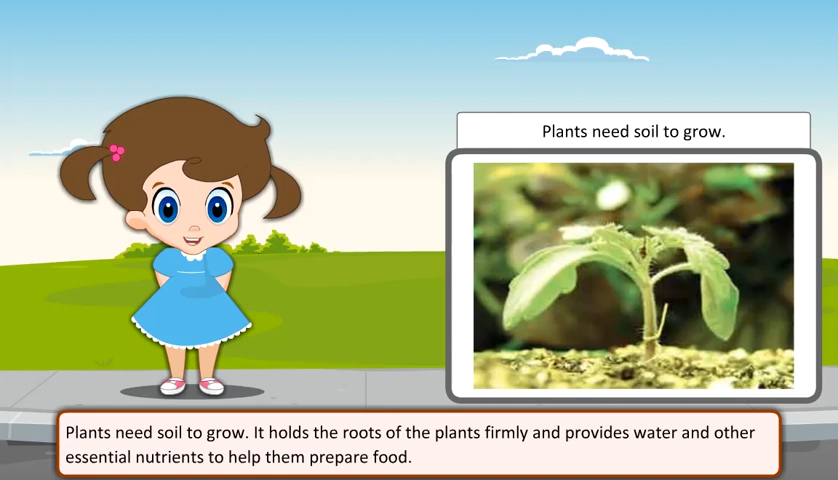 Plants need soil to grow.
Plants need soil to grow. It holds the roots of the plants firmly and provides water and other
essential nutrients to help them prepare food.